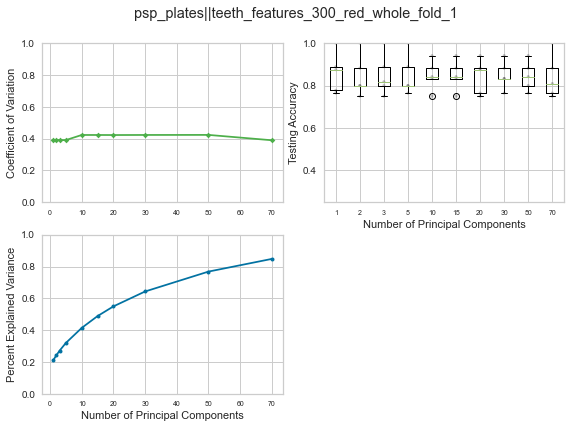 psp_plates||teeth_features_300_red_whole_fold_1
Coefficient of Variation
1.0
0.8
0.6
0.4
0.2
0.0
0 10 20 30 40 50 60 70
Testing Accuracy
1.0
0.8
0.6
0.4
1 2 3 5 10 15 20 30 50 70
Number of Principal Components
Percent Explained Variance
1.0
0.8
0.6
0.4
0.2
0.0
0 10 20 30 40 50 60 70
Number of Principal Components